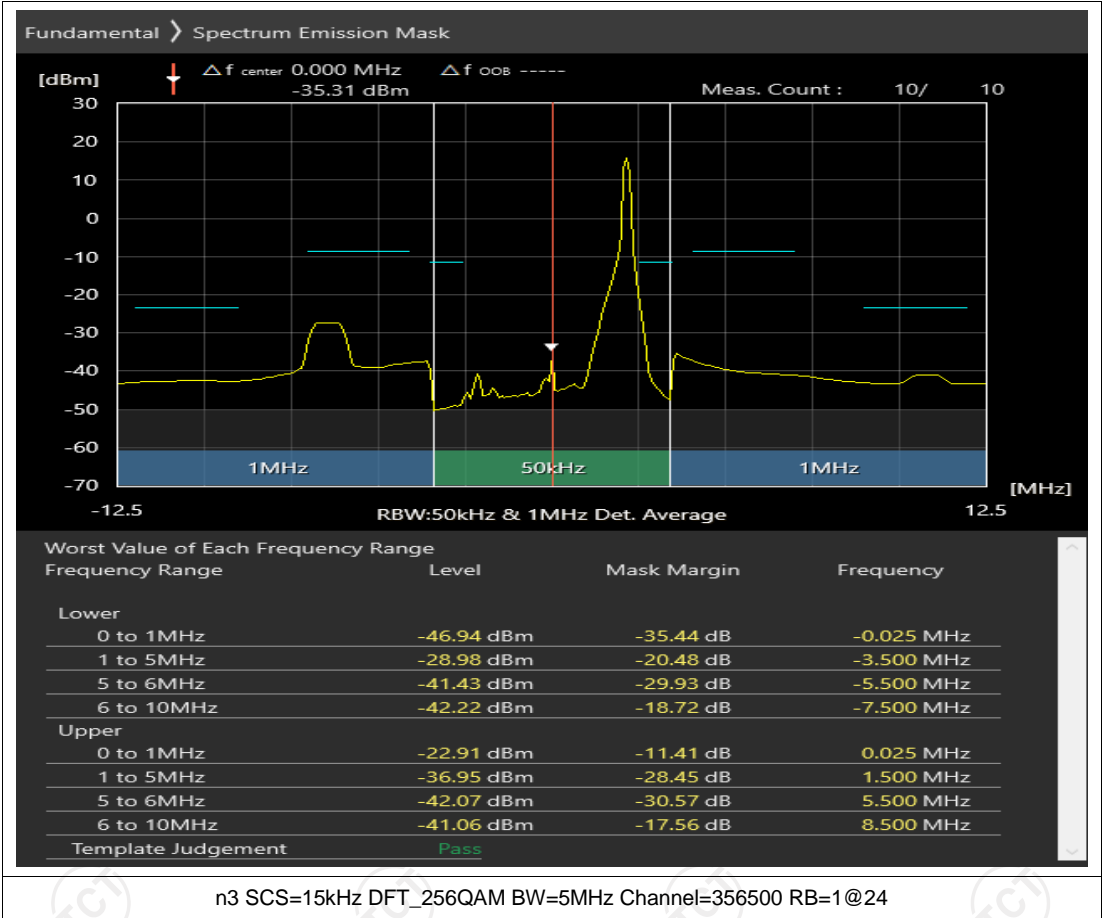 Fundamental ❯ Spectrum Emission Mask
[dBm] △f center 0.000 MHz △f OOB -----
-35.31 dBm Meas. Count : 10/ 10
30
20
10
0
-10
-20
-30
-40
-50
-60
1MHz 50kHz 1MHz
-70
[MHz]
-12.5 RBW:50kHz & 1MHz Det. Average 12.5
Worst Value of Each Frequency Range
Frequency Range Level Mask Margin Frequency
Lower
0 to 1MHz -46.94 dBm -35.44 dB -0.025 MHz
1 to 5MHz -28.98 dBm -20.48 dB -3.500 MHz
5 to 6MHz -41.43 dBm -29.93 dB -5.500 MHz
6 to 10MHz -42.22 dBm -18.72 dB -7.500 MHz
Upper
0 to 1MHz -22.91 dBm -11.41 dB 0.025 MHz
1 to 5MHz -36.95 dBm -28.45 dB 1.500 MHz
5 to 6MHz -42.07 dBm -30.57 dB 5.500 MHz
6 to 10MHz -41.06 dBm -17.56 dB 8.500 MHz
Template Judgement Pass
n3 SCS=15kHz DFT_256QAM BW=5MHz Channel=356500 RB=1@24
TCT TCT TCT TCT